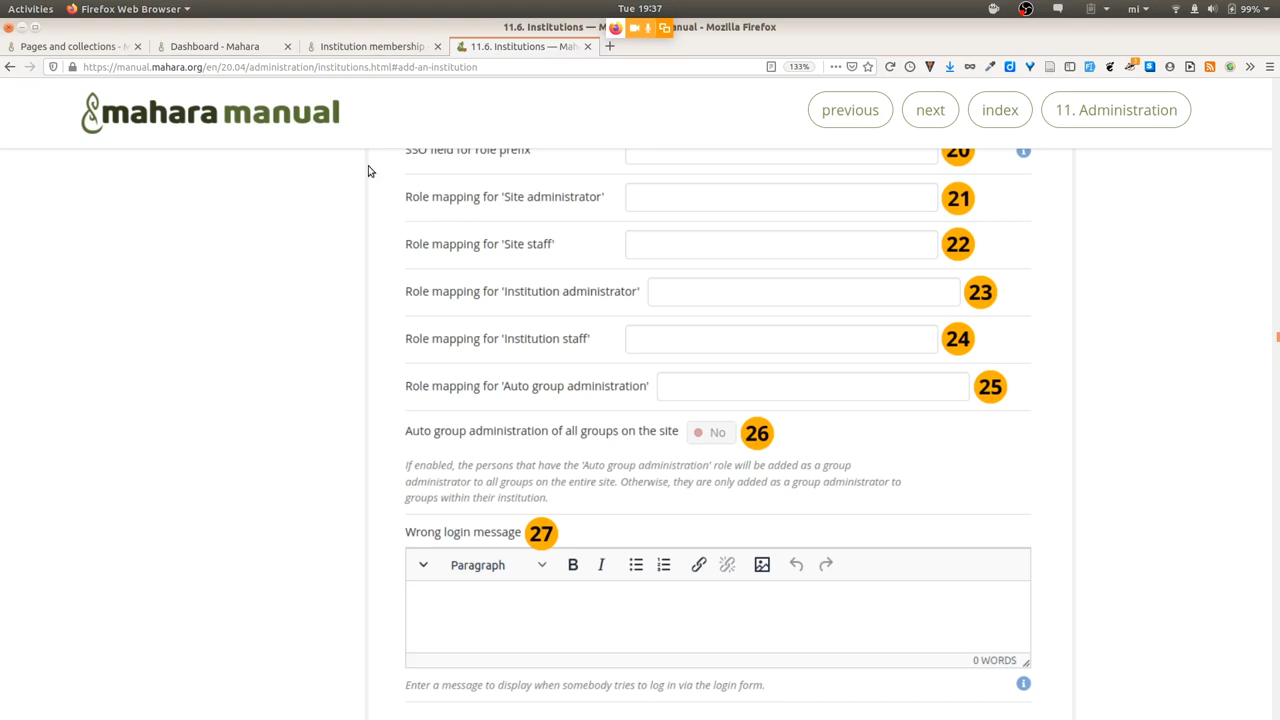 Activities Firefox Web Browser Tue 19:37 mi 99%
11.6. Institutions — M anual - Mozilla Firefox
Pages and collections - M Dashboard - Mahara Institution membership 11.6. Institutions — Mah
https://manual.mahara.org/en/20.04/administration/institutions.html#add-an-institution 133%
mahara manual previous next index 11. Administration
SSO field for role prefix 20
Role mapping for 'Site administrator' 21
Role mapping for 'Site staff' 22
Role mapping for 'Institution administrator' 23
Role mapping for 'Institution staff' 24
Role mapping for 'Auto group administration' 25
Auto group administration of all groups on the site No 26
If enabled, the persons that have the 'Auto group administration' role will be added as a group
administrator to all groups on the entire site. Otherwise, they are only added as a group administrator to
groups within their institution.
Wrong login message 27
Paragraph B I
0 WORDS
Enter a message to display when somebody tries to log in via the login form.